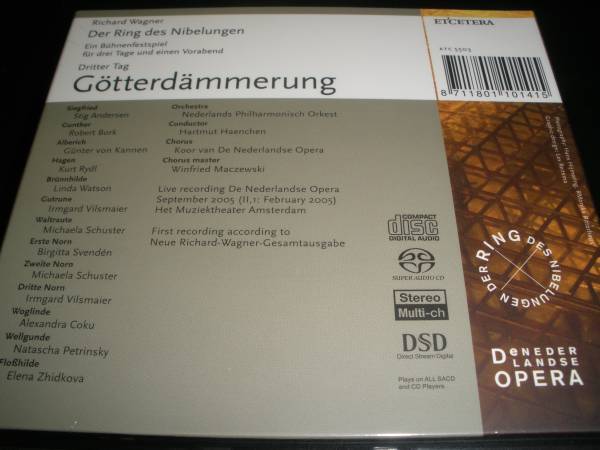 Richard Wagner
Der Ring des Nibelungen
Ein Bühnenfestspiel
für drei Tage und einen Vorabend
Dritter Tag
Götterdämmerung
Siegfried
Stig Andersen
Gunther
Robert Bork
Alberich
Günter von Kannen
Hagen
Kurt Rydl
Brünnhilde
Linda Watson
Gutrune
Irmgard Vilsmaier
Waltraute
Michaela Schuster
Erste Norn
Birgitta Svendén
Zweite Norn
Michaela Schuster
Dritte Norn
Irmgard Vilsmaier
Woglinde
Alexandra Coku
Wellgunde
Natascha Petrinsky
Floßhilde
Elena Zhidkova
Orchestra
Nederlands Philharmonisch Orkest
Conductor
Hartmut Haenchen
Chorus
Koor van De Nederlandse Opera
Chorus master
Winfried Maczewski
Live recording De Nederlandse Opera
September 2005 (II,1: February 2005)
Het Muziektheater Amsterdam
First recording according to
Neue Richard-Wagner-Gesamtausgabe
ETCETERA
KTC 5503
8 711801 101415
COMPACT
disc
DIGITAL AUDIO
SUPER AUDIO CD
Stereo
Multi-ch
DSD
Direct Stream Digital
Plays on ALL SACD
and CD Players
DER RING DES NIBELUNGEN
DE NEDER
LANDSE
OPERA